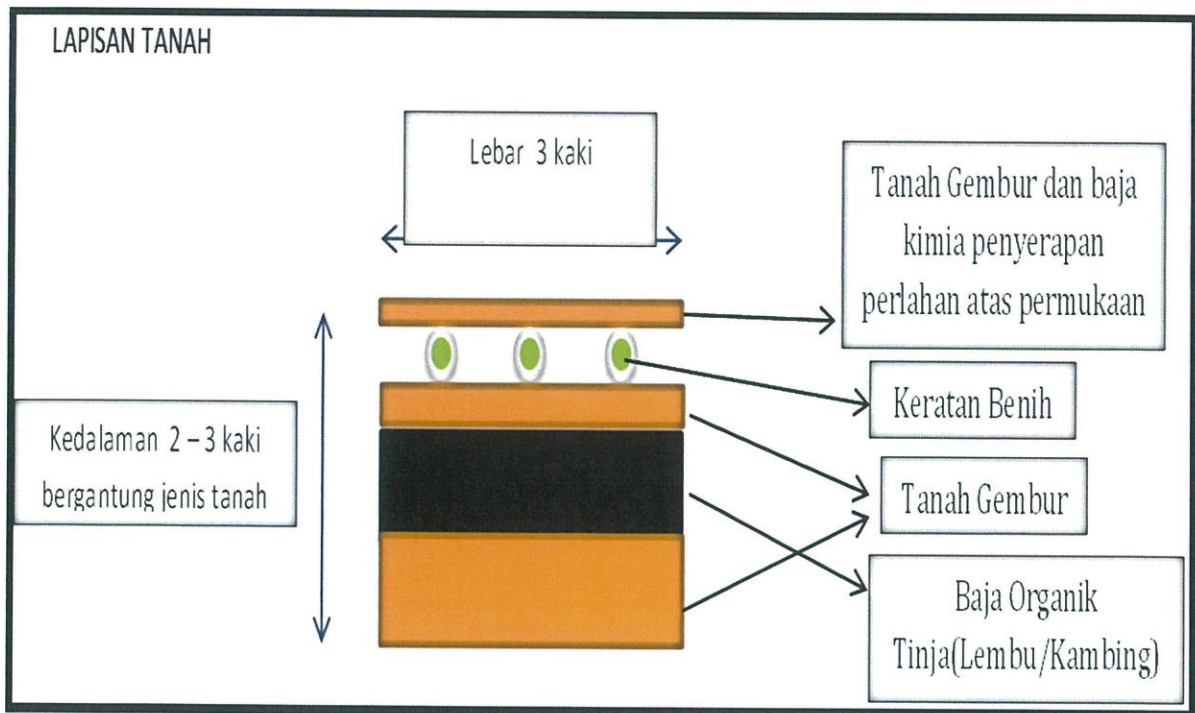 LAPISAN TANAH
Lebar 3 kaki
Tanah Gembur dan baja
kimia penyerapan
perlahan atas permukaan
Keratan Benih
Kedalaman 2 – 3 kaki
bergantung jenis tanah
Tanah Gembur
Baja Organik
Tinja(Lembu/Kambing)